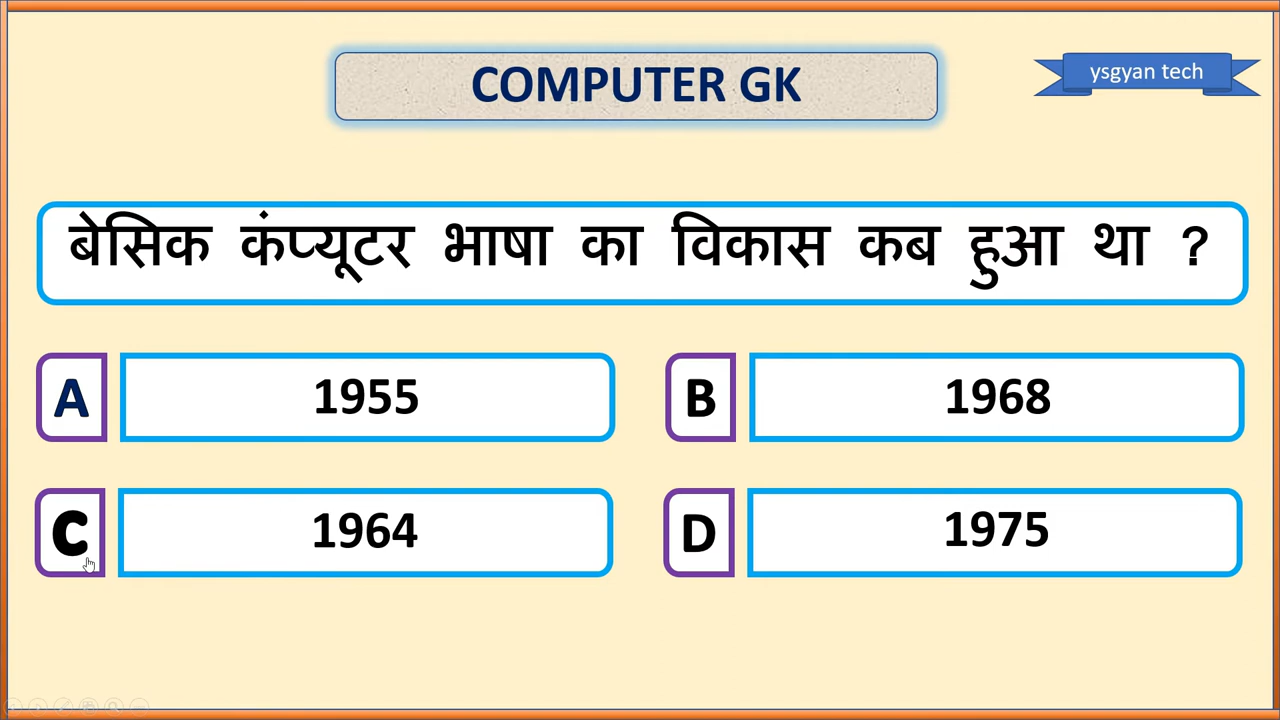 COMPUTER GK
ysgyan tech
बेसिक कंप्यूटर भाषा का विकास कब हुआ था ?
A 1955
B 1968
C 1964
D 1975